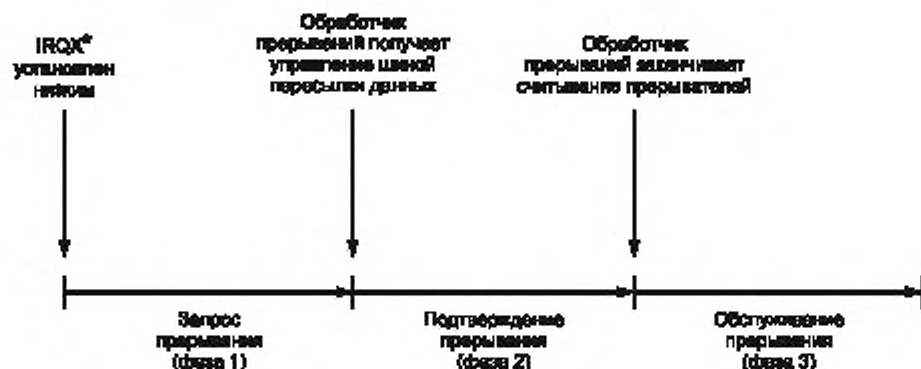 IRQX*
установлен
низким
Обработчик
прерываний получает
управление шиной
пересылки данных
Обработчик
прерываний заканчивает
считывание прерывателей
Запрос
прерывания
(фаза 1)
Подтверждение
прерывания
(фаза 2)
Обслуживание
прерывания
(фаза 3)